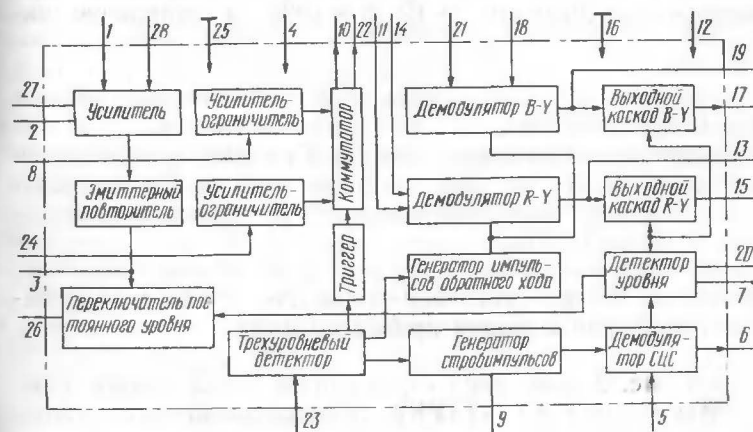 1
28
25
4
10
22
11
14
21
18
16
12
19
27
Усилитель
Усилитель-
ограничитель
Коммутатор
Демодулятор B-Y
Выходной
каскад B-Y
17
2
8
13
Эмиттерный
повторитель
Усилитель-
ограничитель
Демодулятор R-Y
Выходной
каскад R-Y
15
24
3
Триггер
Генератор импуль-
сов обратного хода
Детектор
уровня
20
7
Переключатель пос-
тоянного уровня
26
Трехуровневый
детектор
Генератор
стробимпульсов
Демодуля-
тор СЦС
6
23
9
5